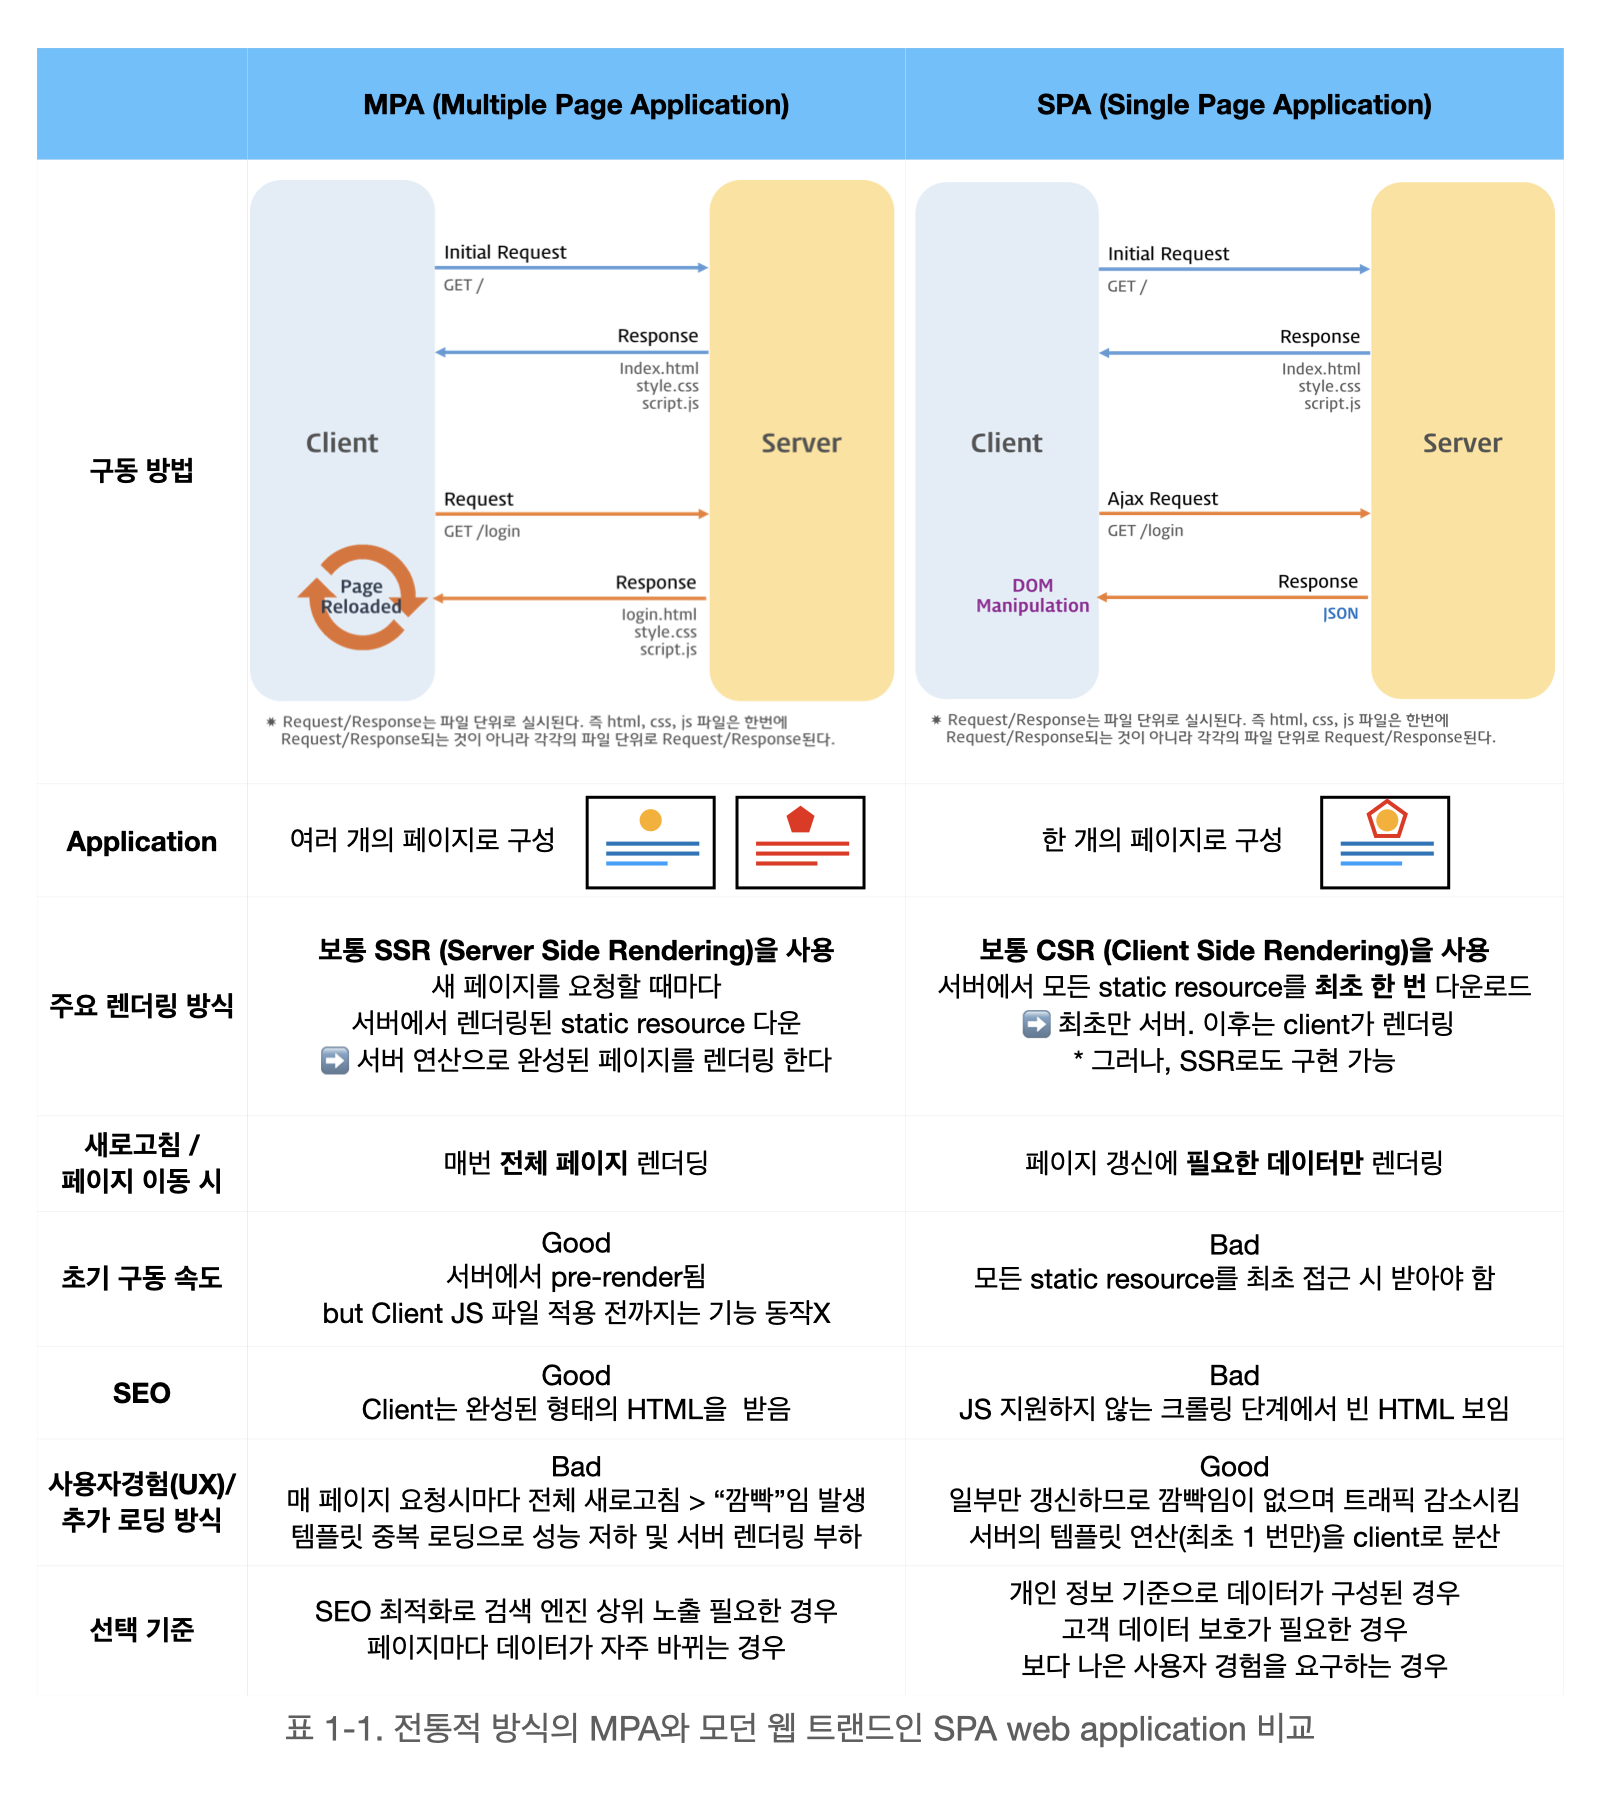 MPA (Multiple Page Application)
SPA (Single Page Application)
구동 방법
Client
Initial Request
GET /
Response
Index.html
style.css
script.js
Server
Request
GET /login
Page
Reloaded
Response
login.html
style.css
script.js
✷ Request/Response는 파일 단위로 실시된다. 즉 html, css, js 파일은 한번에
Request/Response되는 것이 아니라 각각의 파일 단위로 Request/Response된다.
Client
Initial Request
GET /
Response
Index.html
style.css
script.js
Server
Ajax Request
GET /login
DOM
Manipulation
Response
JSON
✷ Request/Response는 파일 단위로 실시된다. 즉 html, css, js 파일은 한번에
Request/Response되는 것이 아니라 각각의 파일 단위로 Request/Response된다.
Application
여러 개의 페이지로 구성
한 개의 페이지로 구성
주요 렌더링 방식
보통 SSR (Server Side Rendering)을 사용
새 페이지를 요청할 때마다
서버에서 렌더링된 static resource 다운
➡️ 서버 연산으로 완성된 페이지를 렌더링 한다
보통 CSR (Client Side Rendering)을 사용
서버에서 모든 static resource를 최초 한 번 다운로드
➡️ 최초만 서버. 이후는 client가 렌더링
* 그러나, SSR로도 구현 가능
새로고침 /
페이지 이동 시
매번 전체 페이지 렌더딩
페이지 갱신에 필요한 데이터만 렌더링
초기 구동 속도
Good
서버에서 pre-render됨
but Client JS 파일 적용 전까지는 기능 동작X
Bad
모든 static resource를 최초 접근 시 받아야 함
SEO
Good
Client는 완성된 형태의 HTML을 받음
Bad
JS 지원하지 않는 크롤링 단계에서 빈 HTML 보임
사용자경험(UX)/
추가 로딩 방식
Bad
매 페이지 요청시마다 전체 새로고침 > “깜빡”임 발생
템플릿 중복 로딩으로 성능 저하 및 서버 렌더링 부하
Good
일부만 갱신하므로 깜빡임이 없으며 트래픽 감소시킴
서버의 템플릿 연산(최초 1 번만)을 client로 분산
선택 기준
SEO 최적화로 검색 엔진 상위 노출 필요한 경우
페이지마다 데이터가 자주 바뀌는 경우
개인 정보 기준으로 데이터가 구성된 경우
고객 데이터 보호가 필요한 경우
보다 나은 사용자 경험을 요구하는 경우
표 1-1. 전통적 방식의 MPA와 모던 웹 트랜드인 SPA web application 비교